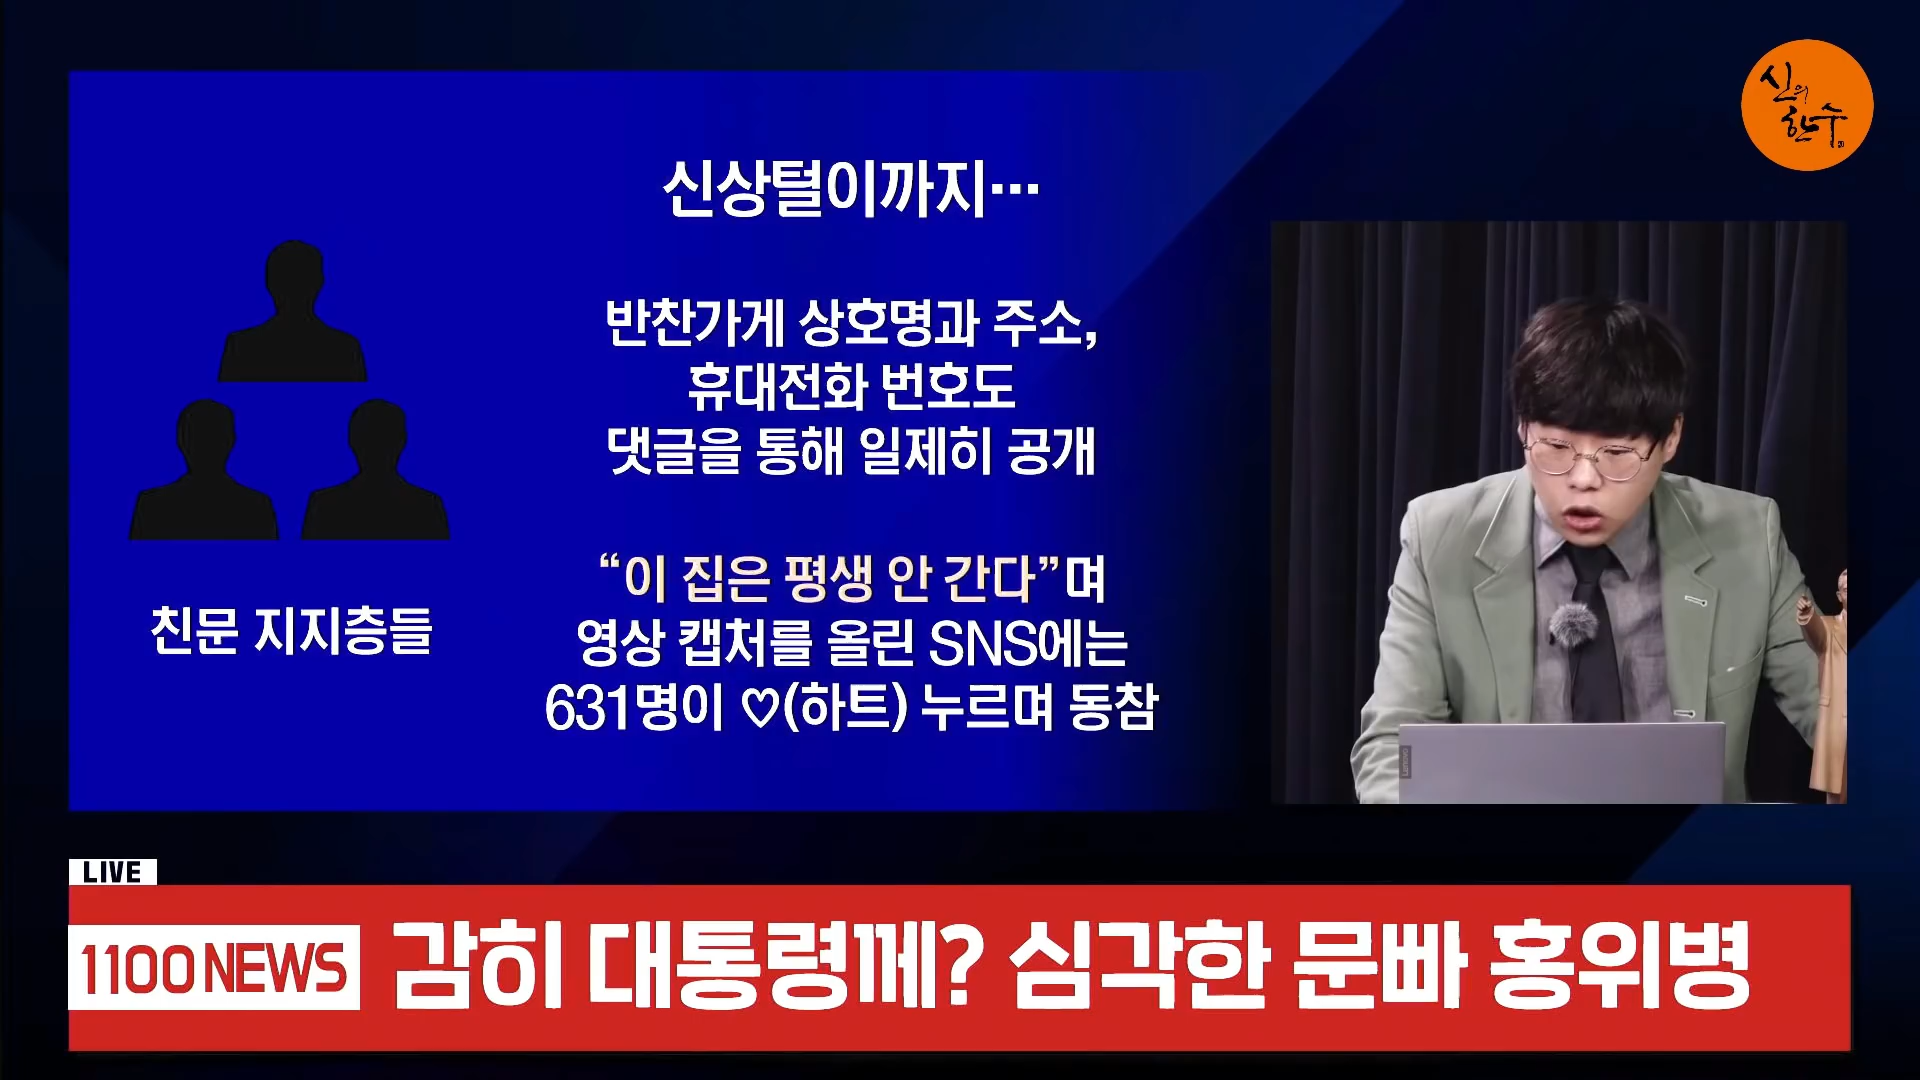 신의
한수
신상털이까지…
반찬가게 상호명과 주소,
휴대전화 번호도
댓글을 통해 일제히 공개
“이 집은 평생 안 간다”며
영상 캡처를 올린 SNS에는
631명이 ♡(하트) 누르며 동참
친문 지지층들
Lenovo
LIVE
1100 NEWS
감히 대통령께? 심각한 문빠 홍위병